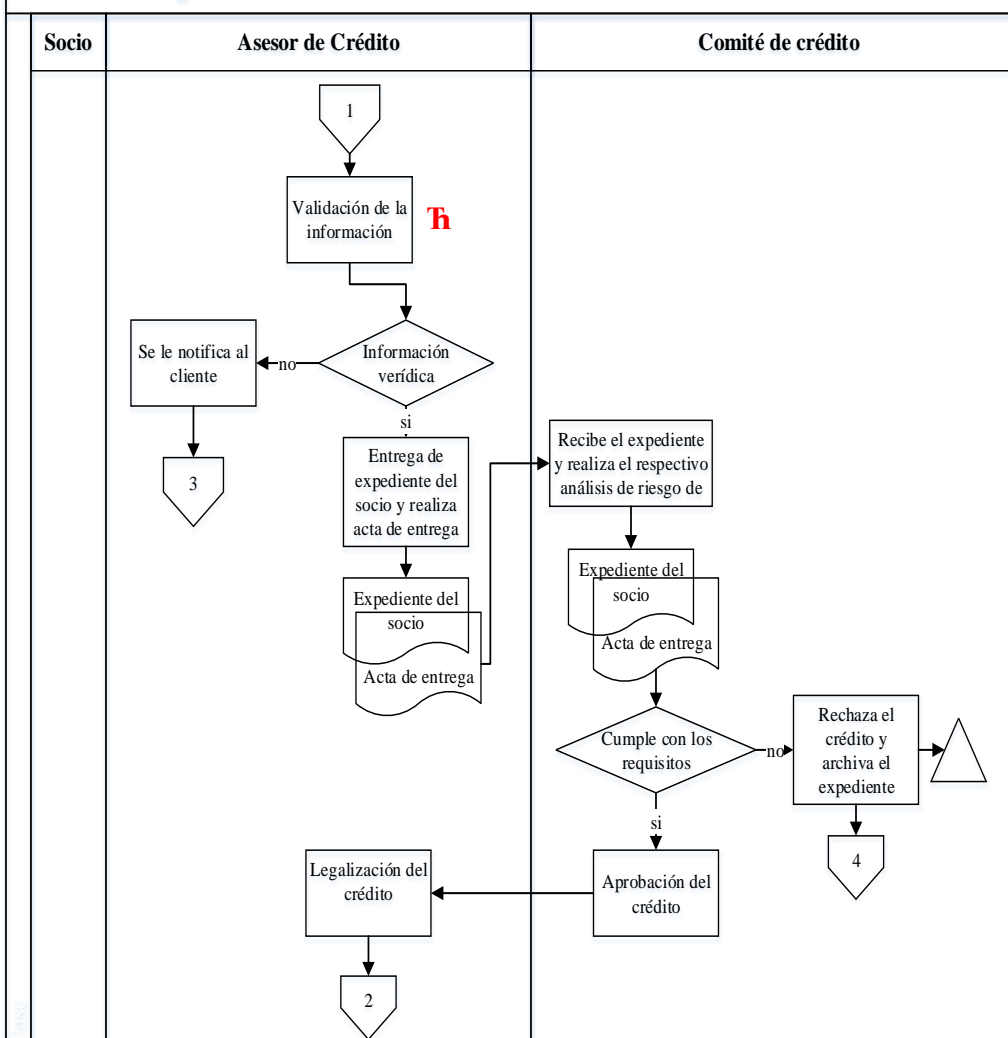 Socio
Asesor de Crédito
Comité de crédito
1
Validación de la
información
Ћ
Se le notifica al
cliente
no
Información
verídica
3
si
Entrega de
expediente del
socio y realiza
acta de entrega
Expediente del
socio
Acta de entrega
Recibe el expediente
y realiza el respectivo
análisis de riesgo de
Expediente del
socio
Acta de entrega
Cumple con los
requisitos
no
Rechaza el
crédito y
archiva el
expediente
4
si
Aprobación del
crédito
Legalización del
crédito
2